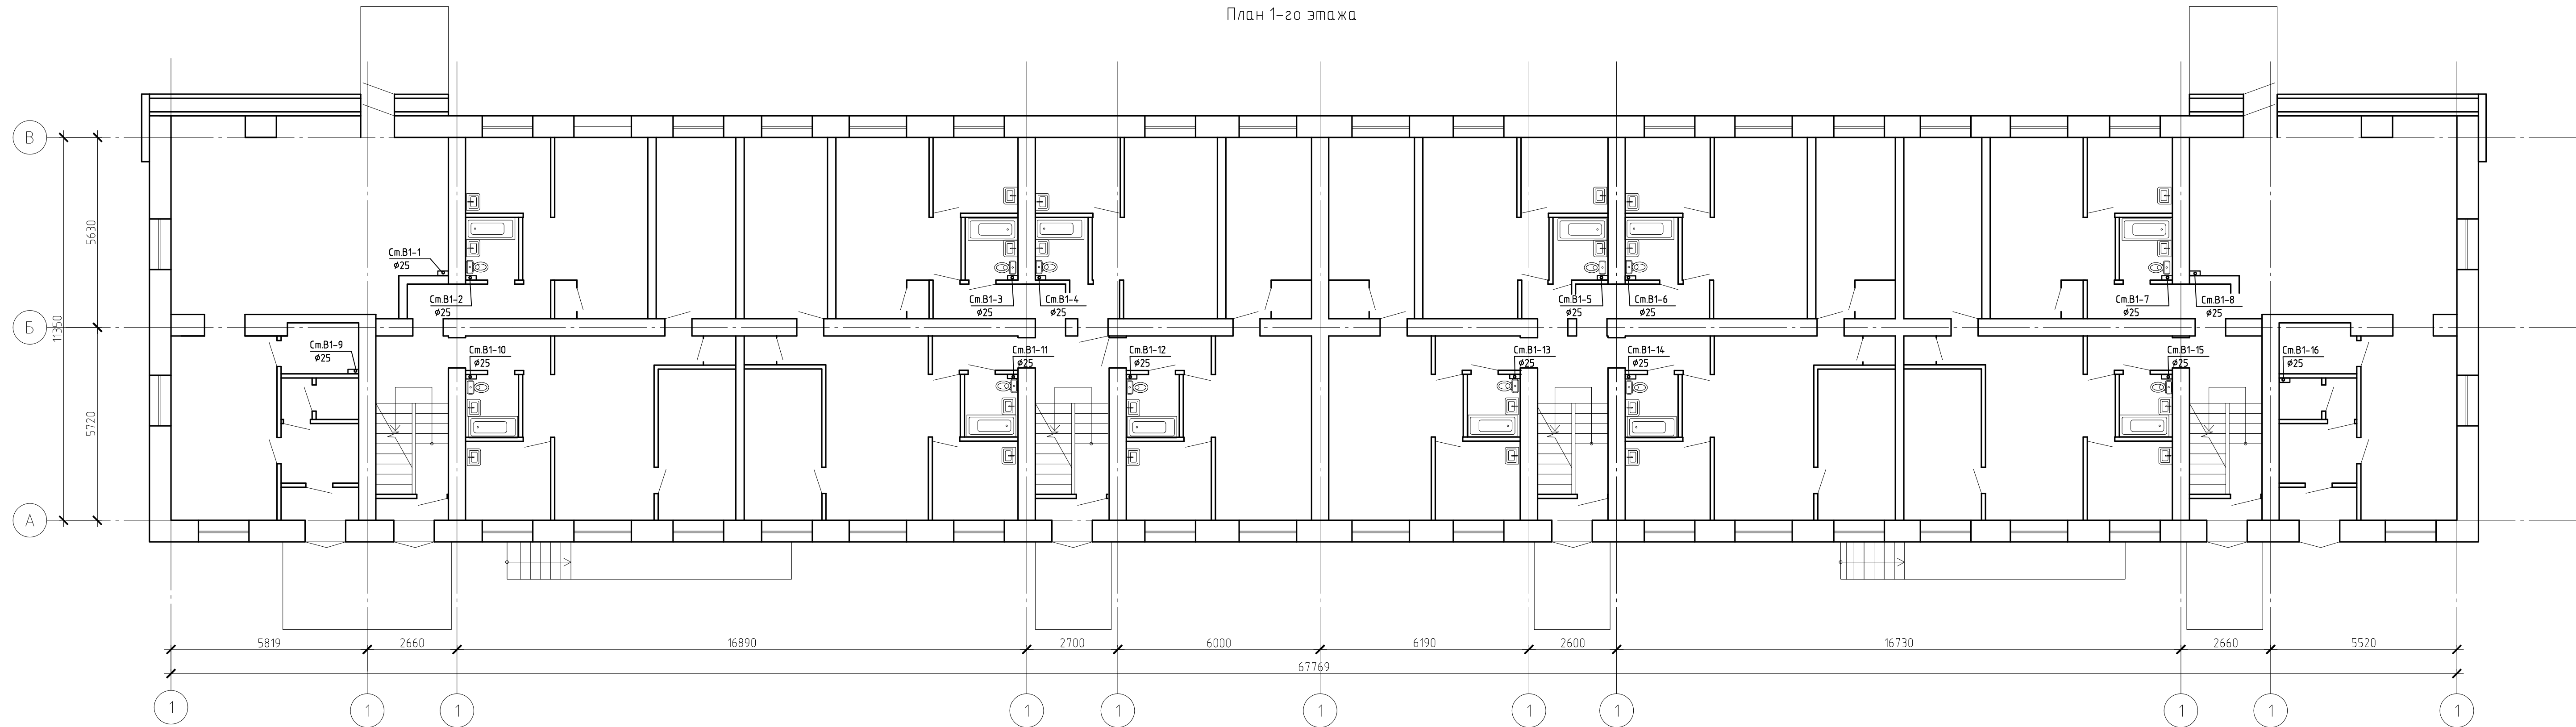 План 1-го этажа
В
Б
А
5630
5720
11350
Ст.В1-1
ø25
Ст.В1-2
ø25
Ст.В1-3
ø25
Ст.В1-4
ø25
Ст.В1-5
ø25
Ст.В1-6
ø25
Ст.В1-7
ø25
Ст.В1-8
ø25
Ст.В1-9
ø25
Ст.В1-10
ø25
Ст.В1-11
ø25
Ст.В1-12
ø25
Ст.В1-13
ø25
Ст.В1-14
ø25
Ст.В1-15
ø25
Ст.В1-16
ø25
5819 2660 16890 2700 6000 6190 2600 16730 2660 5520
67769
1 1 1 1 1 1 1 1 1 1 1